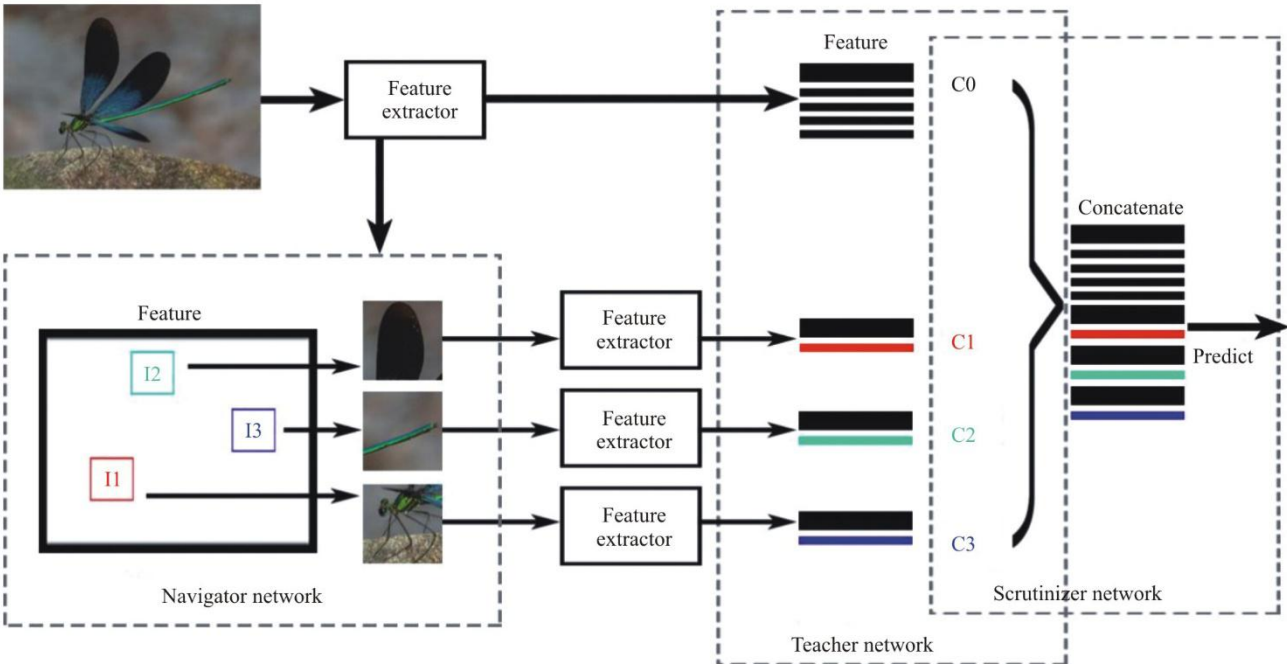 Feature
C0
Feature
extractor
Concatenate
Feature
I2
Feature
extractor
C1
Predict
I3
Feature
extractor
C2
I1
Feature
extractor
C3
Navigator network
Scrutinizer network
Teacher network